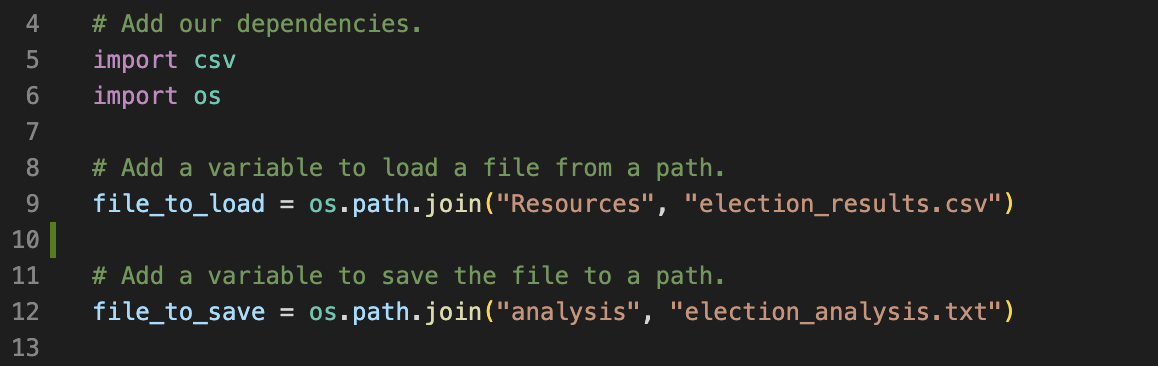 4 # Add our dependencies.
5 import csv
6 import os
7
8 # Add a variable to load a file from a path.
9 file_to_load = os.path.join("Resources", "election_results.csv")
10
11 # Add a variable to save the file to a path.
12 file_to_save = os.path.join("analysis", "election_analysis.txt")
13